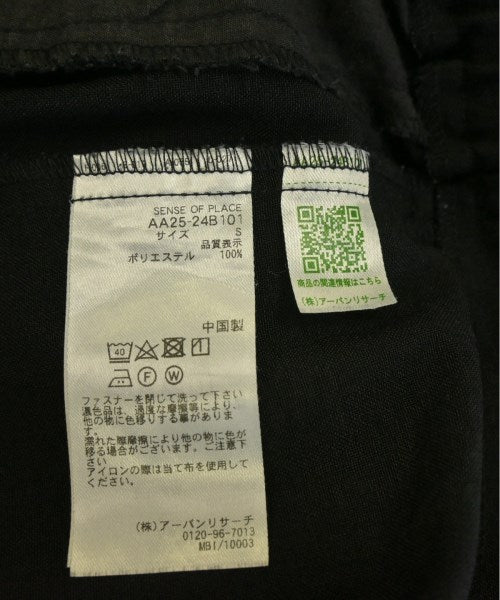 SENSE OF PLACE
AA25-24B101
サイズ S
品質表示
ポリエステル 100%
中国製
40
F W
ファスナーを閉じて洗って下さい
濃色品は、過度な摩擦等により、
他の物に色移りする事がありま
す。
濡れた際摩擦により他の物に色が
移る場合がございます。ご注意下
さい
アイロンの際は当て布を使用して
ください。
(株)アーバンリサーチ
0120-96-7013
MBI/10003
商品の関連情報はこちら
(株)アーバンリサーチ